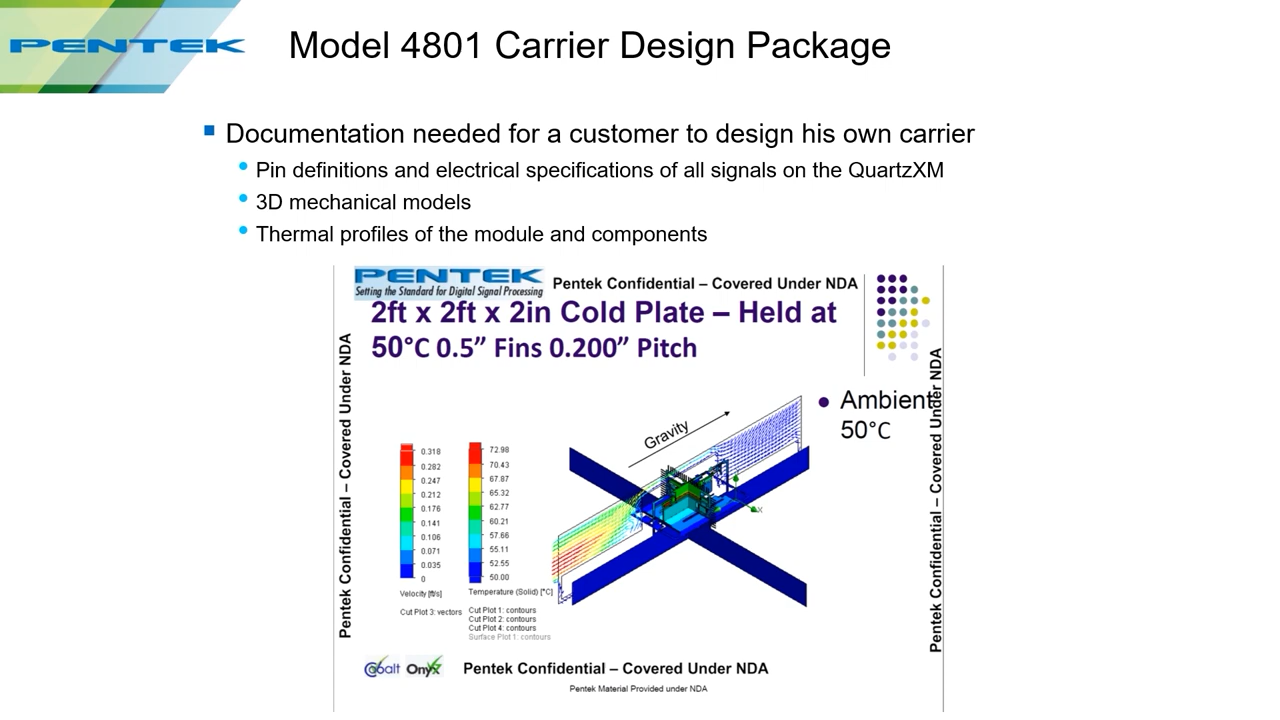 PENTEK
Model 4801 Carrier Design Package
Documentation needed for a customer to design his own carrier
Pin definitions and electrical specifications of all signals on the QuartzXM
3D mechanical models
Thermal profiles of the module and components
PENTEK
Setting the Standard for Digital Signal Processing
Pentek Confidential – Covered Under NDA
2ft x 2ft x 2in Cold Plate – Held at
50°C 0.5” Fins 0.200” Pitch
Pentek Confidential – Covered Under NDA
Pentek Confidential – Covered Under NDA
Ambient
50°C
Gravity
0.318
0.282
0.247
0.212
0.176
0.141
0.106
0.071
0.035
0
Velocity [ft/s]
Cut Plot 3: vectors
72.98
70.43
67.87
65.32
62.77
60.21
57.66
55.11
52.55
50.00
Temperature (Solid) [°C]
Cut Plot 1: contours
Cut Plot 2: contours
Cut Plot 4: contours
Surface Plot 1: contours
X
Cobalt Onyx
Pentek Confidential – Covered Under NDA
Pentek Material Provided under NDA